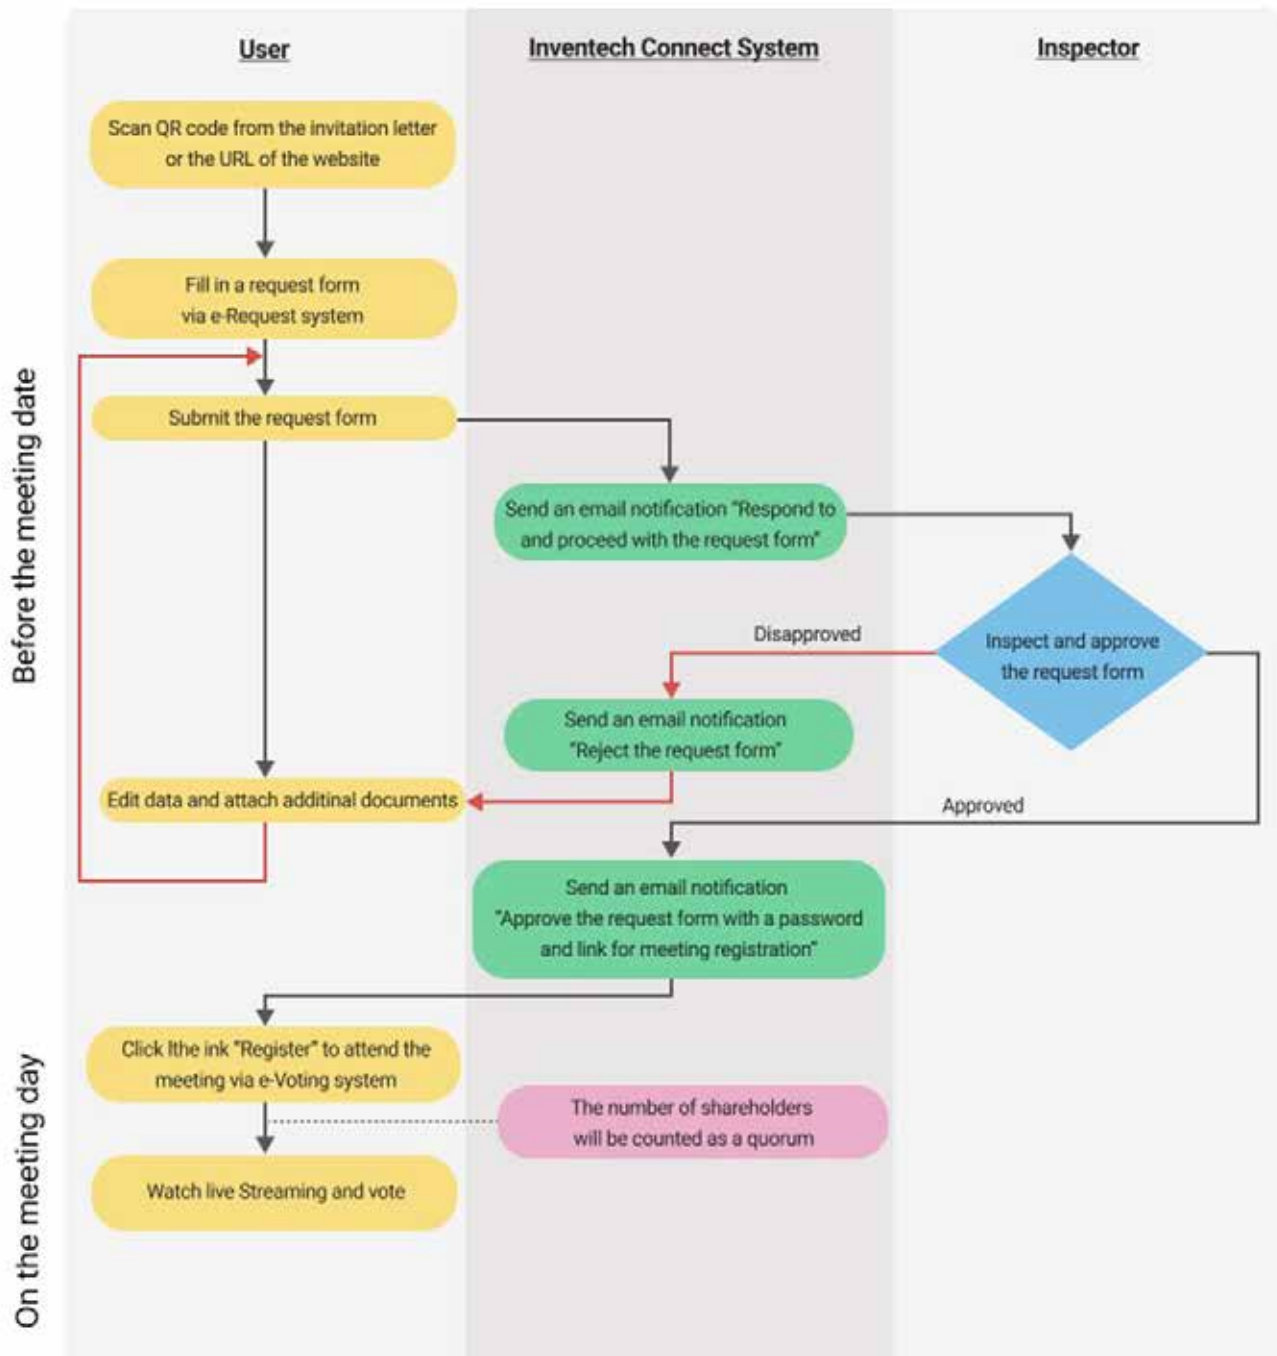 User
Inventech Connect System
Inspector
Before the meeting date
Scan QR code from the invitation letter
or the URL of the website
Fill in a request form
via e-Request system
Submit the request form
Send an email notification “Respond to
and proceed with the request form”
Inspect and approve
the request form
Disapproved
Send an email notification
“Reject the request form”
Edit data and attach additinal documents
Approved
Send an email notification
“Approve the request form with a password
and link for meeting registration”
On the meeting day
Click lthe ink “Register” to attend the
meeting via e-Voting system
The number of shareholders
will be counted as a quorum
Watch live Streaming and vote